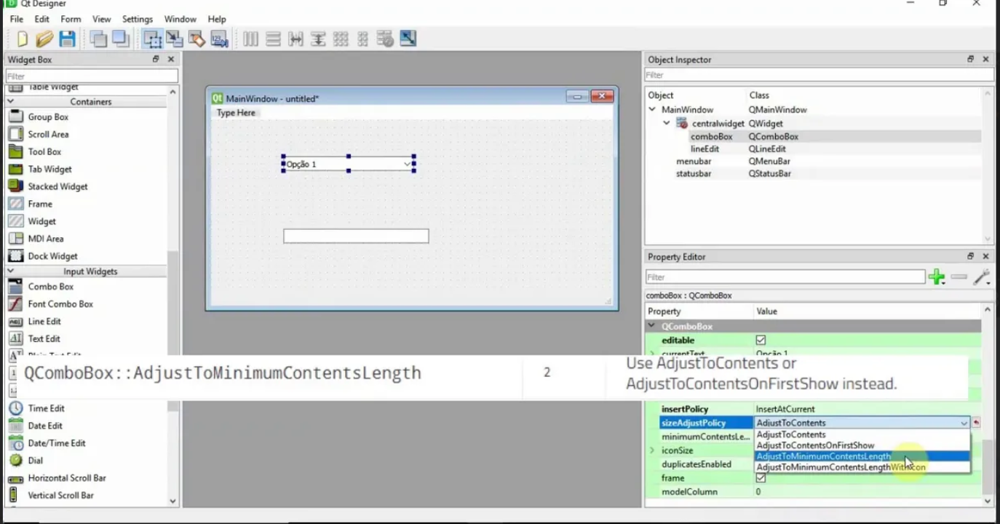 Qt Designer
File Edit Form View Settings Window Help
Widget Box
Filter
Table Widget
Containers
Group Box
Scroll Area
Tool Box
Tab Widget
Stacked Widget
Frame
Widget
MDI Area
Dock Widget
Input Widgets
Combo Box
Font Combo Box
Line Edit
Text Edit
Plain Text Edit
Time Edit
Date Edit
Date/Time Edit
Dial
Horizontal Scroll Bar
Vertical Scroll Bar
MainWindow - untitled*
Type Here
Opção 1
QComboBox::AdjustToMinimumContentsLength 2 Use AdjustToContents or
AdjustToContentsOnFirstShow instead.
Object Inspector
Filter
Object Class
MainWindow QMainWindow
centralwidget QWidget
comboBox QComboBox
lineEdit QLineEdit
menubar QMenuBar
statusbar QStatusBar
Property Editor
Filter
comboBox : QComboBox
Property Value
QComboBox
editable
currentText Opção 1
insertPolicy InsertAtCurrent
sizeAdjustPolicy AdjustToContents
AdjustToContents
minimumContentsLe...
AdjustToContentsOnFirstShow
iconSize
AdjustToMinimumContentsLength
duplicatesEnabled
AdjustToMinimumContentsLengthWithIcon
frame
modelColumn 0